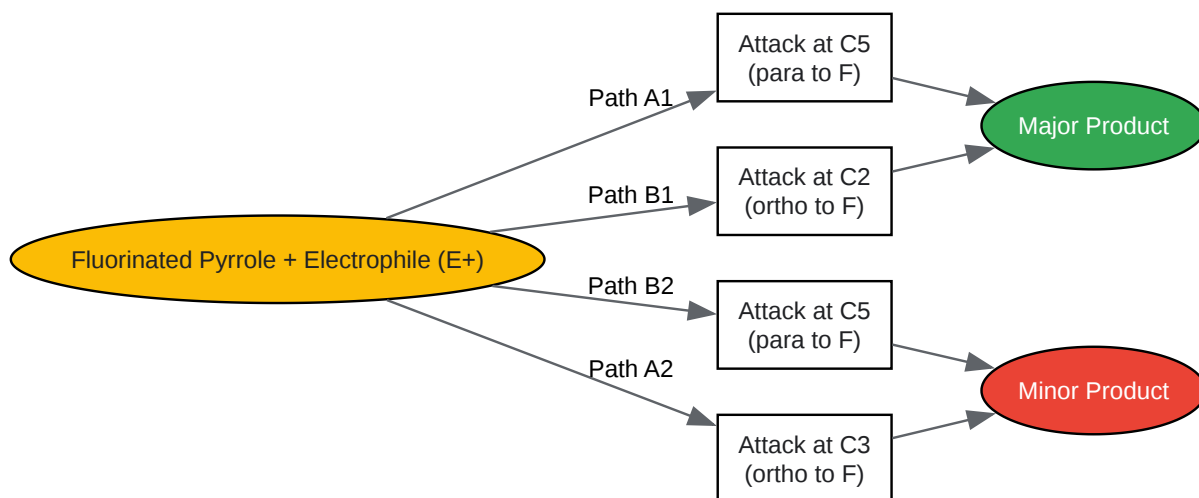 Attack at C5
(para to F)
Path A1
Major Product
Attack at C2
(ortho to F)
Path B1
Fluorinated Pyrrole + Electrophile (E+)
Path B2
Attack at C5
(para to F)
Path A2
Minor Product
Attack at C3
(ortho to F)